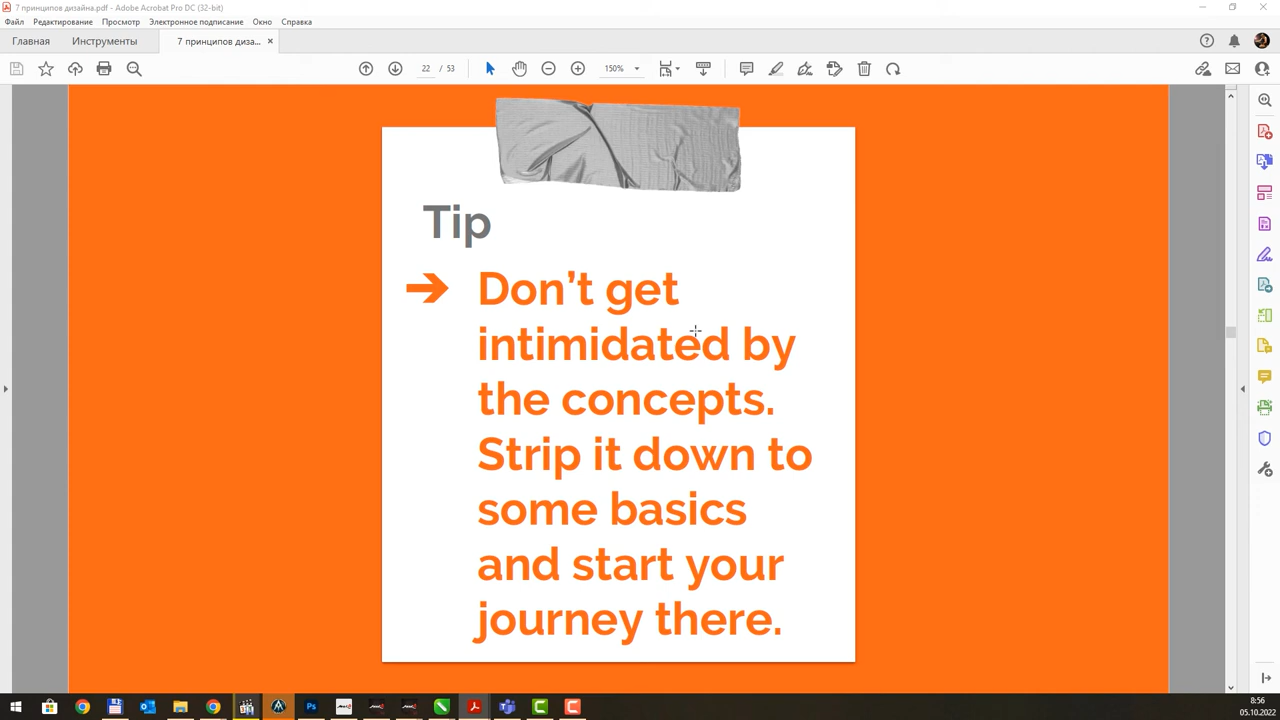 7 принципов дизайна.pdf - Adobe Acrobat Pro DC (32-bit)
Файл Редактирование Просмотр Электронное подписание Окно Справка
Главная Инструменты 7 принципов диза... ×
22 / 53 150%
Tip
➔ Don’t get
intimidated by
the concepts.
Strip it down to
some basics
and start your
journey there.
8:56
05.10.2022